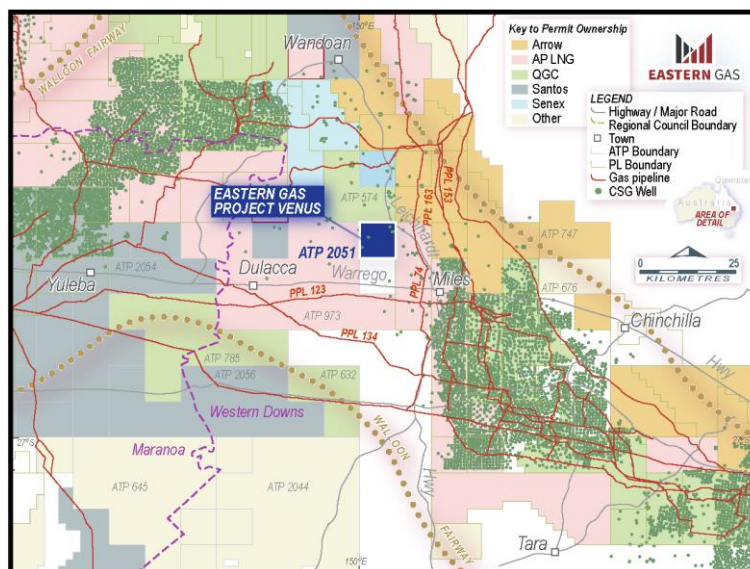 150°E
WALLOON FAIRWAY
Wandoan
Key to Permit Ownership
Arrow
AP LNG
QGC
Santos
Senex
Other
EASTERN GAS
LEGEND
Highway / Major Road
Regional Council Boundary
Town
ATP Boundary
PL Boundary
Gas pipeline
CSG Well
Queensland
Australia
AREA OF
DETAIL
0
25
KILOMETRES
EASTERN GAS
PROJECT VENUS
ATP 574
Leichhardt
PPL 163
PPL 153
ATP 2051
ATP 747
Warrego
ATP 2054
Yuleba
Dulacca
PPL 123
PPL 74
Miles
ATP 676
ATP 973
PPL 134
Chinchilla
ATP 785
ATP 2056
ATP 632
Hwy
Western Downs
WALLOON
27°S
Maranoa
ATP 645
ATP 2044
Hwy
FAIRWAY
Tara
150°E